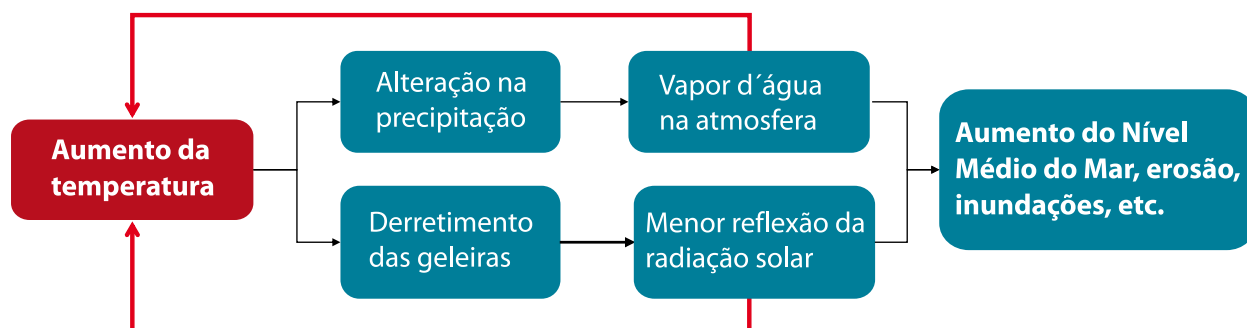 Aumento da
temperatura
Alteração na
precipitação
Vapor d´água
na atmosfera
Derretimento
das geleiras
Menor reflexão da
radiação solar
Aumento do Nível
Médio do Mar, erosão,
inundações, etc.